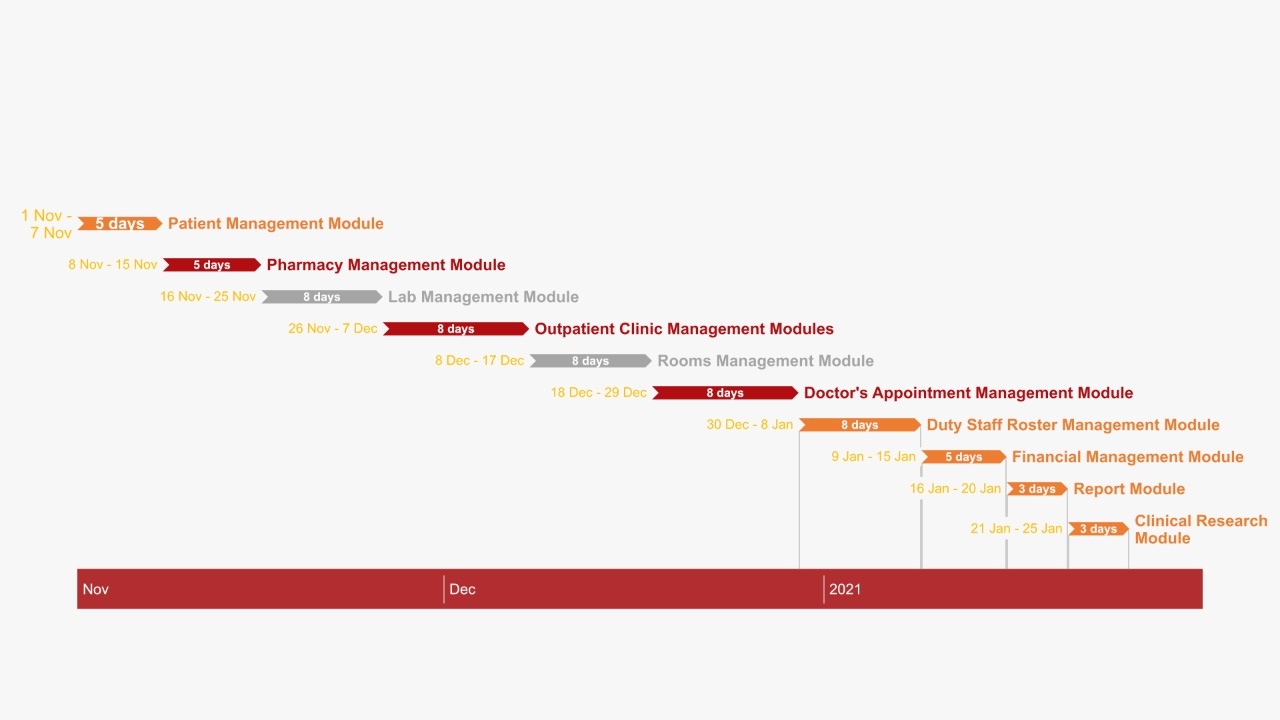 1 Nov -
7 Nov 5 days Patient Management Module
8 Nov - 15 Nov 5 days Pharmacy Management Module
16 Nov - 25 Nov 8 days Lab Management Module
26 Nov - 7 Dec 8 days Outpatient Clinic Management Modules
8 Dec - 17 Dec 8 days Rooms Management Module
18 Dec - 29 Dec 8 days Doctor's Appointment Management Module
30 Dec - 8 Jan 8 days Duty Staff Roster Management Module
9 Jan - 15 Jan 5 days Financial Management Module
16 Jan - 20 Jan 3 days Report Module
21 Jan - 25 Jan 3 days Clinical Research
Module
Nov Dec 2021